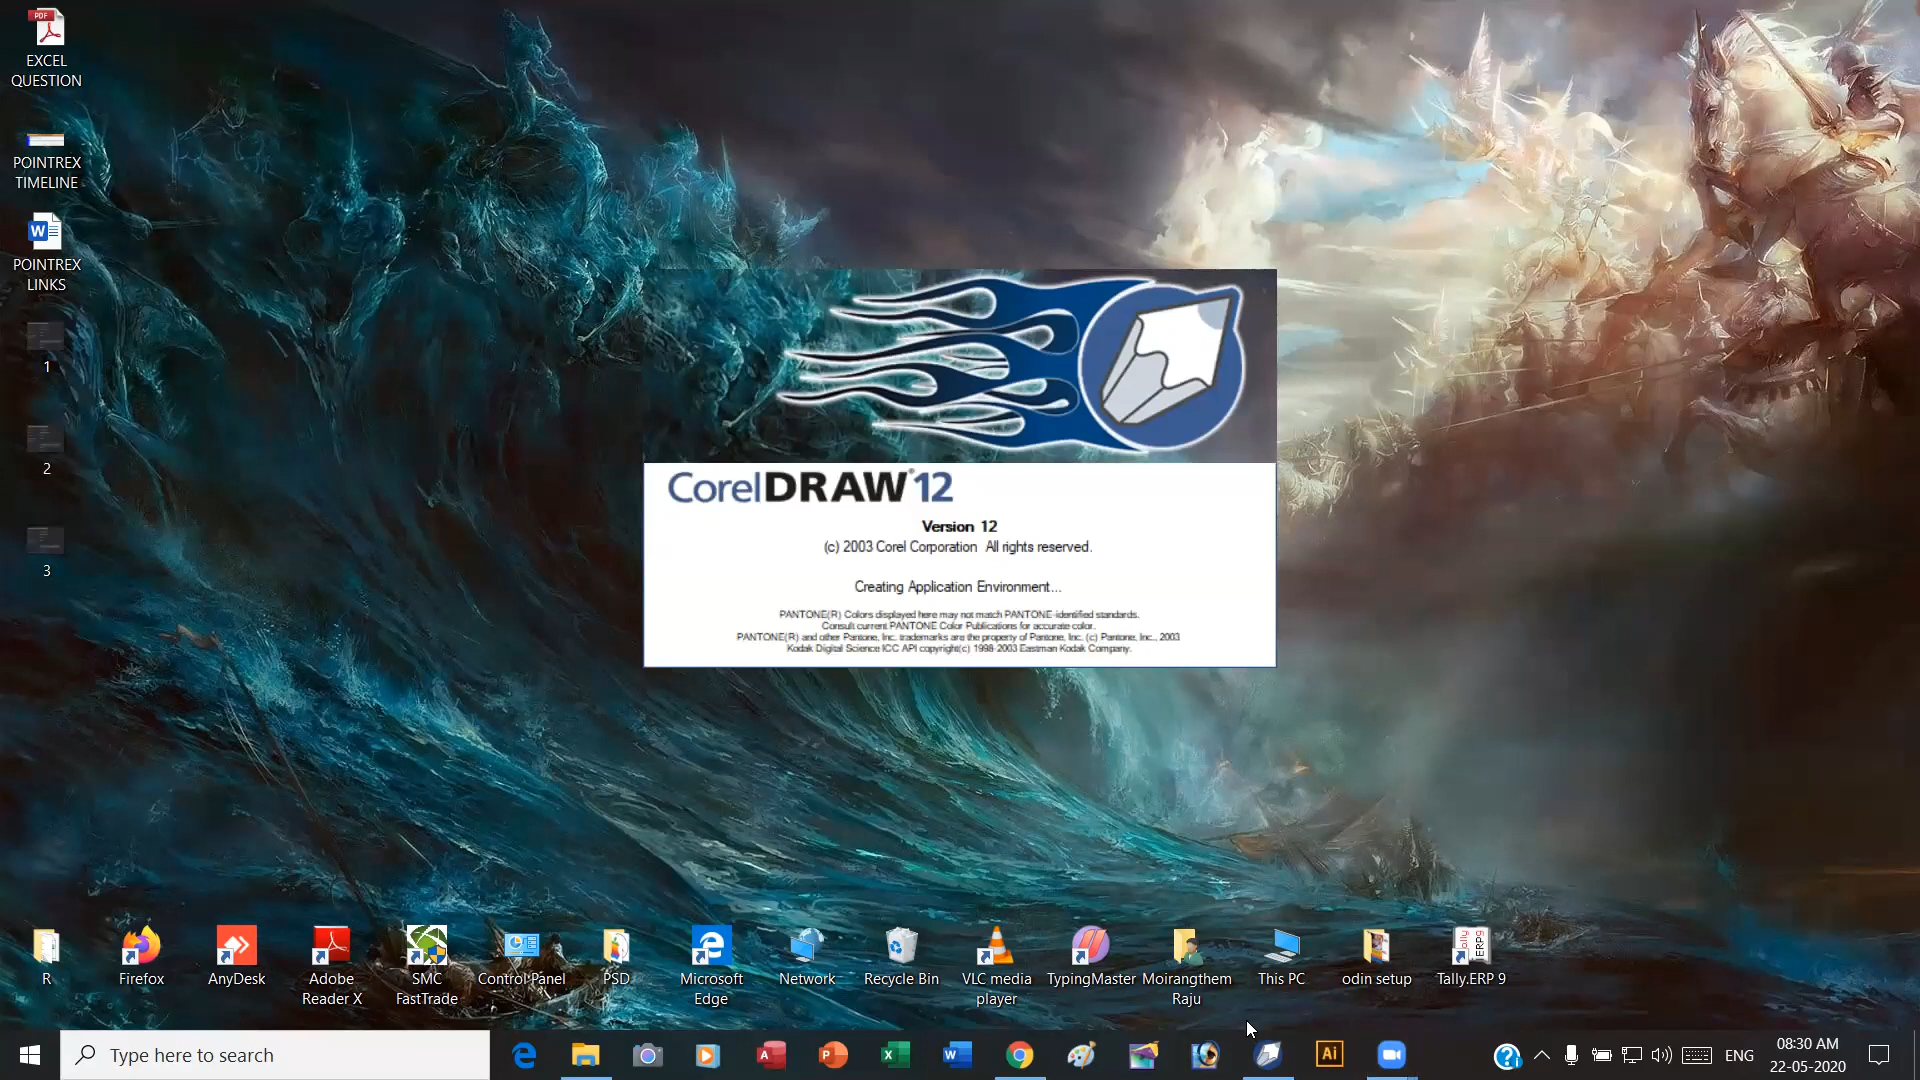 EXCEL
QUESTION
POINTREX
TIMELINE
POINTREX
LINKS
1
2
3
CorelDRAW®12
Version 12
(c) 2003 Corel Corporation All rights reserved.
Creating Application Environment...
PANTONE(R) Colors displayed here may not match PANTONE-identified standards.
Consult current PANTONE Color Publications for accurate color.
PANTONE(R) and other Pantone, Inc. trademarks are the property of Pantone, Inc. (c) Pantone, Inc., 2003
Kodak Digital Science ICC API copyright(c) 1998-2003 Eastman Kodak Company.
R
Firefox
AnyDesk
Adobe
Reader X
SMC
FastTrade
Control Panel
PSD
Microsoft
Edge
Network
Recycle Bin
VLC media
player
TypingMaster
Moirangthem
Raju
This PC
odin setup
Tally.ERP 9
Type here to search
ENG
08:30 AM
22-05-2020